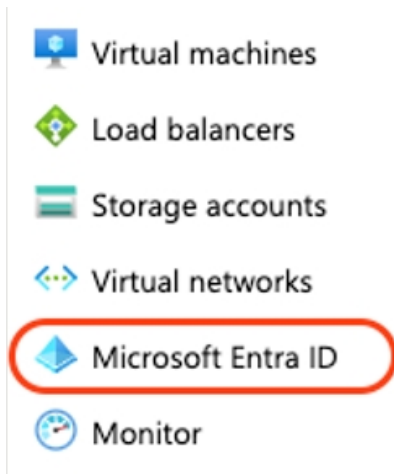 Virtual machines
Load balancers
Storage accounts
Virtual networks
Microsoft Entra ID
Monitor